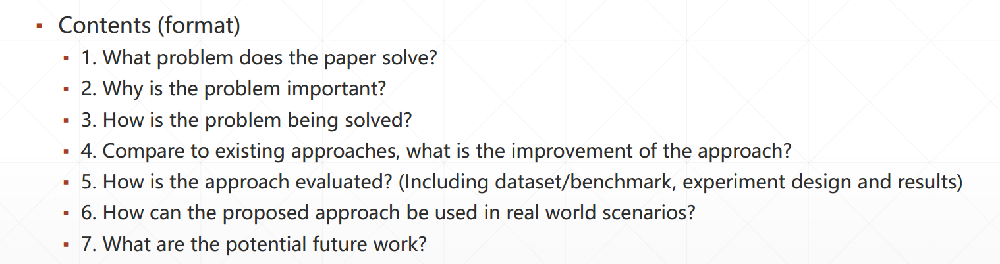 Contents (format)
1. What problem does the paper solve?
2. Why is the problem important?
3. How is the problem being solved?
4. Compare to existing approaches, what is the improvement of the approach?
5. How is the approach evaluated? (Including dataset/benchmark, experiment design and results)
6. How can the proposed approach be used in real world scenarios?
7. What are the potential future work?